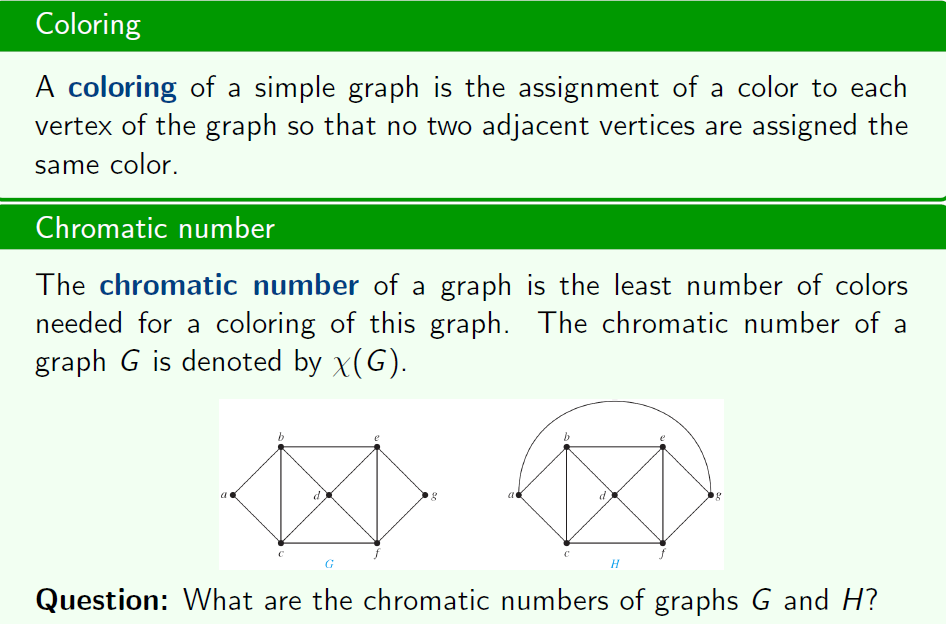 Coloring
A coloring of a simple graph is the assignment of a color to each
vertex of the graph so that no two adjacent vertices are assigned the
same color.
Chromatic number
The chromatic number of a graph is the least number of colors
needed for a coloring of this graph. The chromatic number of a
graph G is denoted by χ(G).
b e b e
a d g a d g
c f c f
G H
Question: What are the chromatic numbers of graphs G and H?